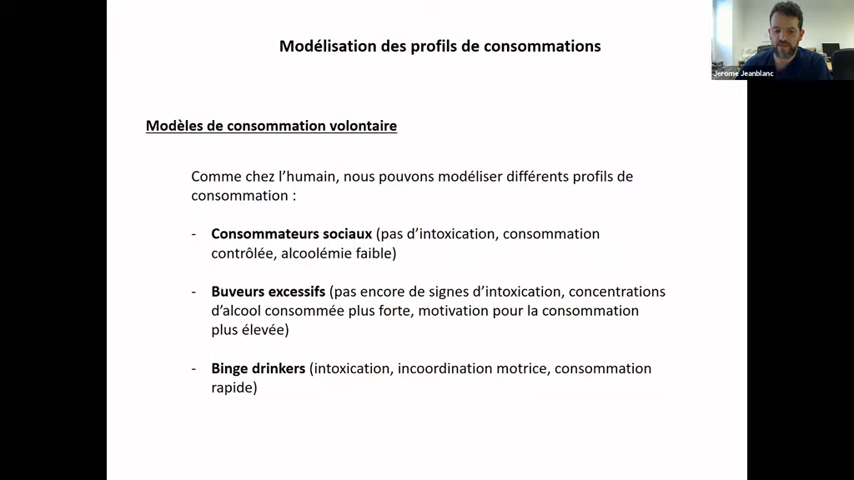 Modélisation des profils de consommations
Jerome Jeanblanc
Modèles de consommation volontaire
Comme chez l'humain, nous pouvons modéliser différents profils de
consommation :
- Consommateurs sociaux (pas d'intoxication, consommation
contrôlée, alcoolémie faible)
- Buveurs excessifs (pas encore de signes d'intoxication, concentrations
d'alcool consommée plus forte, motivation pour la consommation
plus élevée)
- Binge drinkers (intoxication, incoordination motrice, consommation
rapide)